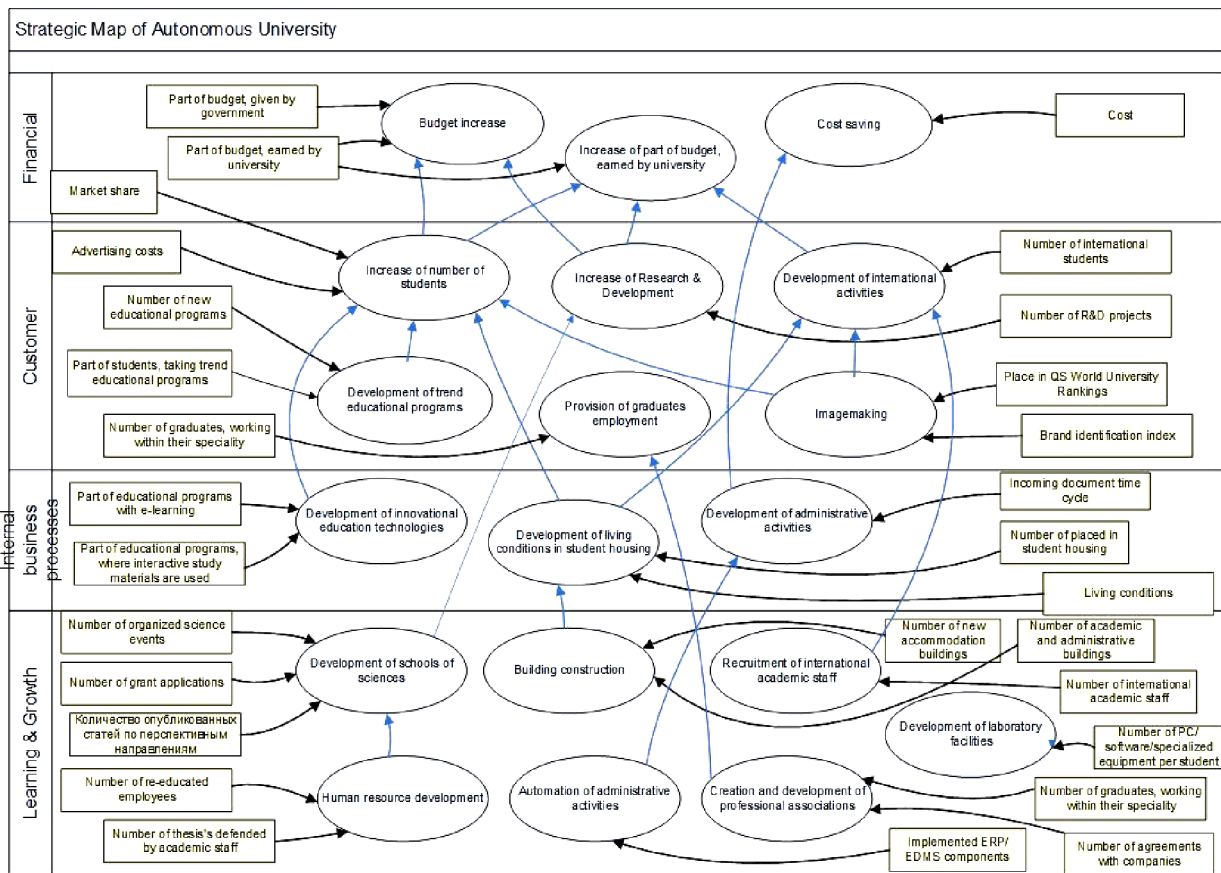 Strategic Map of Autonomous University
Financial
Part of budget, given by
government
Budget increase
Cost saving
Cost
Part of budget, earned by
university
Increase of part of budget,
earned by university
Market share
Customer
Advertising costs
Increase of number of
students
Increase of Research &
Development
Development of international
activities
Number of international
students
Number of new
educational programs
Number of R&D projects
Part of students, taking trend
educational programs
Development of trend
educational programs
Provision of graduates
employment
Imagemaking
Place in QS World University
Rankings
Number of graduates, working
within their speciality
Brand identification index
Internal
business
processes
Part of educational programs
with e-learning
Development of innovational
education technologies
Development of living
conditions in student housing
Development of administrative
activities
Incoming document time
cycle
Part of educational programs,
where interactive study
materials are used
Number of placed in
student housing
Living conditions
Learning & Growth
Number of organized science
events
Development of schools of
sciences
Building construction
Recruitment of international
academic staff
Number of new
accommodation
buildings
Number of academic
and administrative
buildings
Number of grant applications
Number of international
academic staff
Количество опубликованных
статей по перспективным
направлениям
Development of laboratory
facilities
Number of PC/
software/specialized
equipment per student
Number of re-educated
employees
Human resource development
Automation of administrative
activities
Creation and development of
professional associations
Number of graduates, working
within their speciality
Number of thesis's defended
by academic staff
Implemented ERP/
EDMS components
Number of agreements
with companies